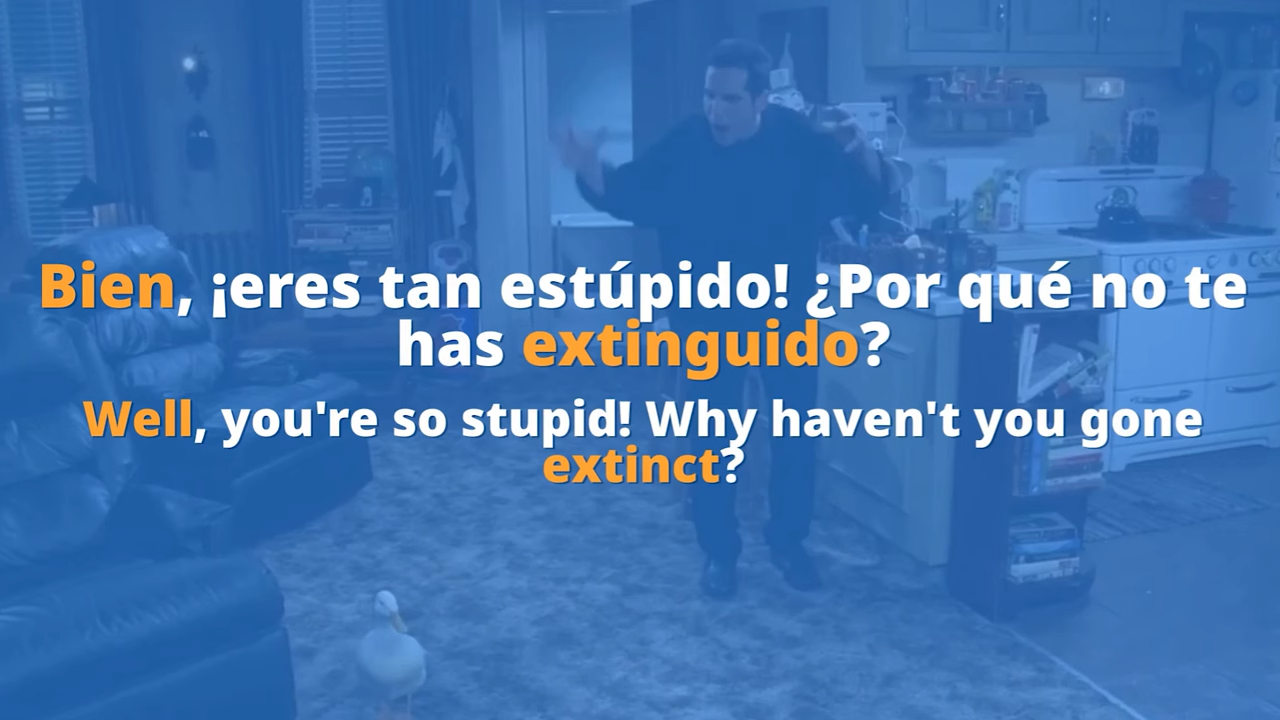 Bien, ¡eres tan estúpido! ¿Por qué no te
has extinguido?
Well, you're so stupid! Why haven't you gone
extinct?